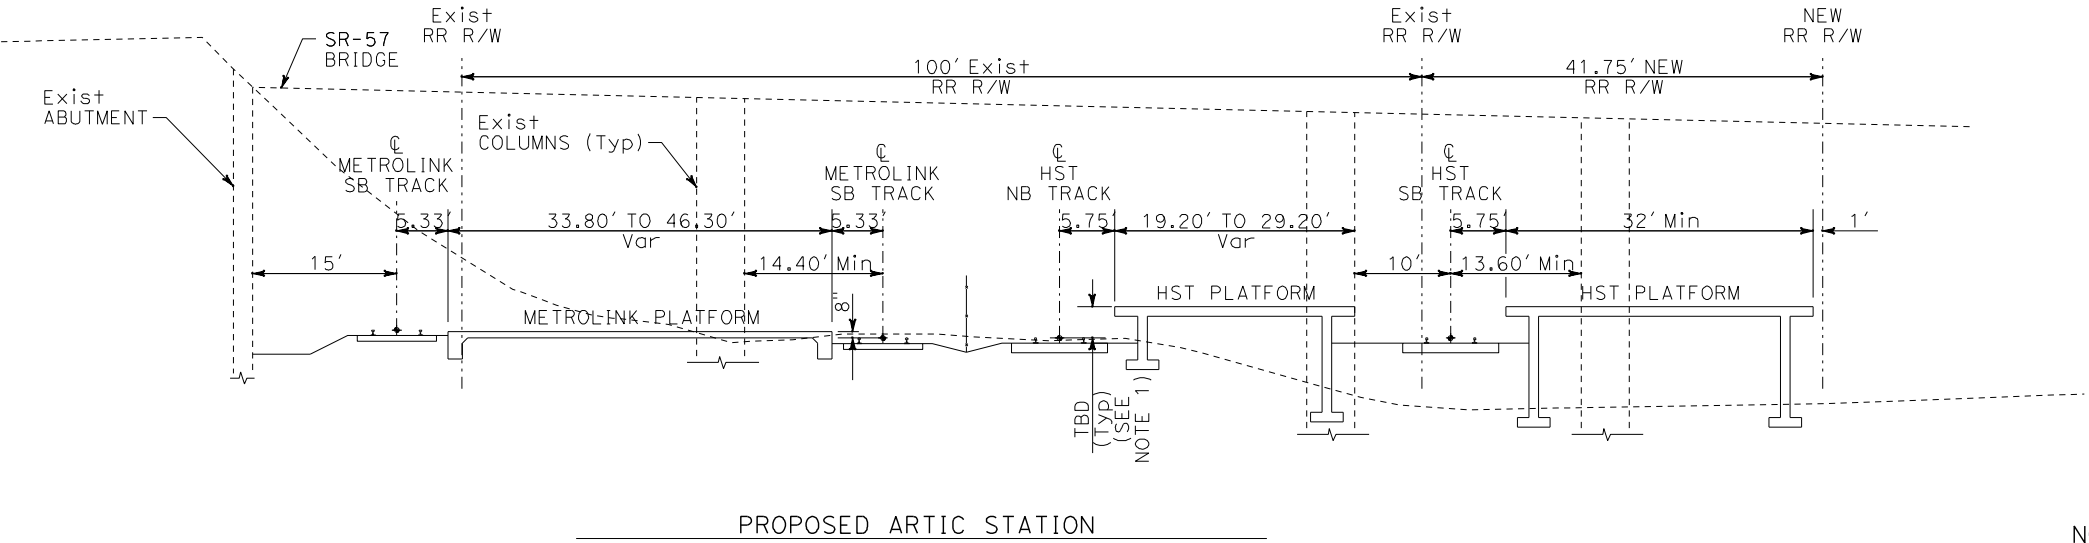 Exist
RR R/W
Exist
RR R/W
NEW
RR R/W
SR-57
BRIDGE
100' Exist
RR R/W
41.75' NEW
RR R/W
Exist
ABUTMENT
Exist
COLUMNS (Typ)
℄
METROLINK
SB TRACK
℄
METROLINK
SB TRACK
℄
HST
NB TRACK
℄
HST
SB TRACK
5.33'
33.80' TO 46.30'
Var
5.33'
5.75'
19.20' TO 29.20'
Var
5.75'
32' Min
1'
15'
14.40' Min
10'
13.60' Min
8"
METROLINK PLATFORM
HST PLATFORM
HST PLATFORM
TBD
(Typ)
(SEE
NOTE 1)
PROPOSED ARTIC STATION
N